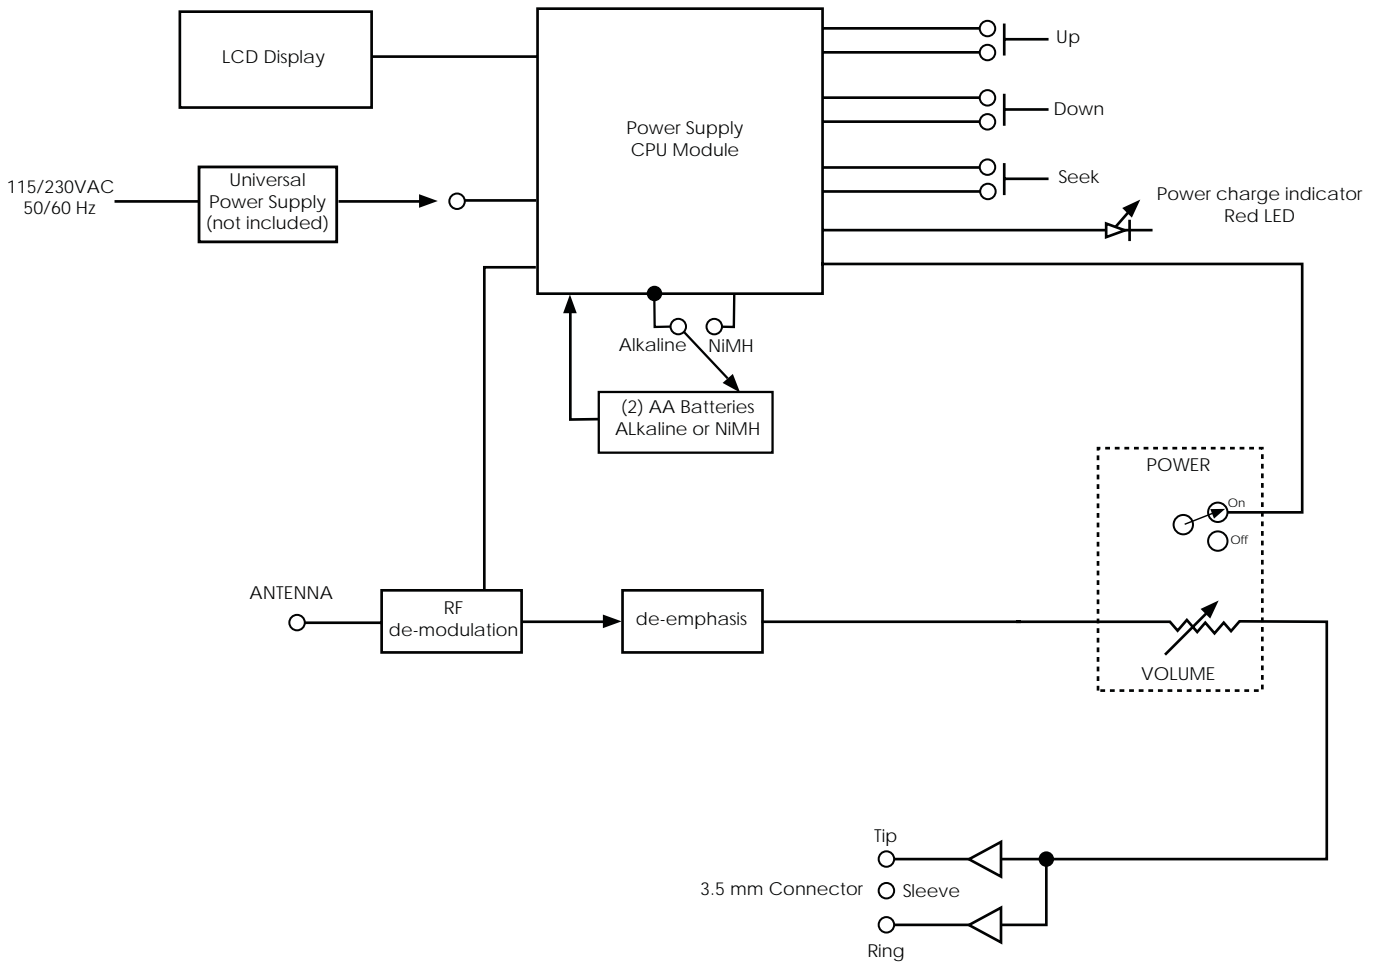 LCD Display
Power Supply
CPU Module
Up
Down
Seek
115/230VAC
50/60 Hz
Universal
Power Supply
(not included)
Power charge indicator
Red LED
Alkaline
NiMH
(2) AA Batteries
ALkaline or NiMH
POWER
On
Off
ANTENNA
RF
de-modulation
de-emphasis
VOLUME
Tip
3.5 mm Connector
Sleeve
Ring